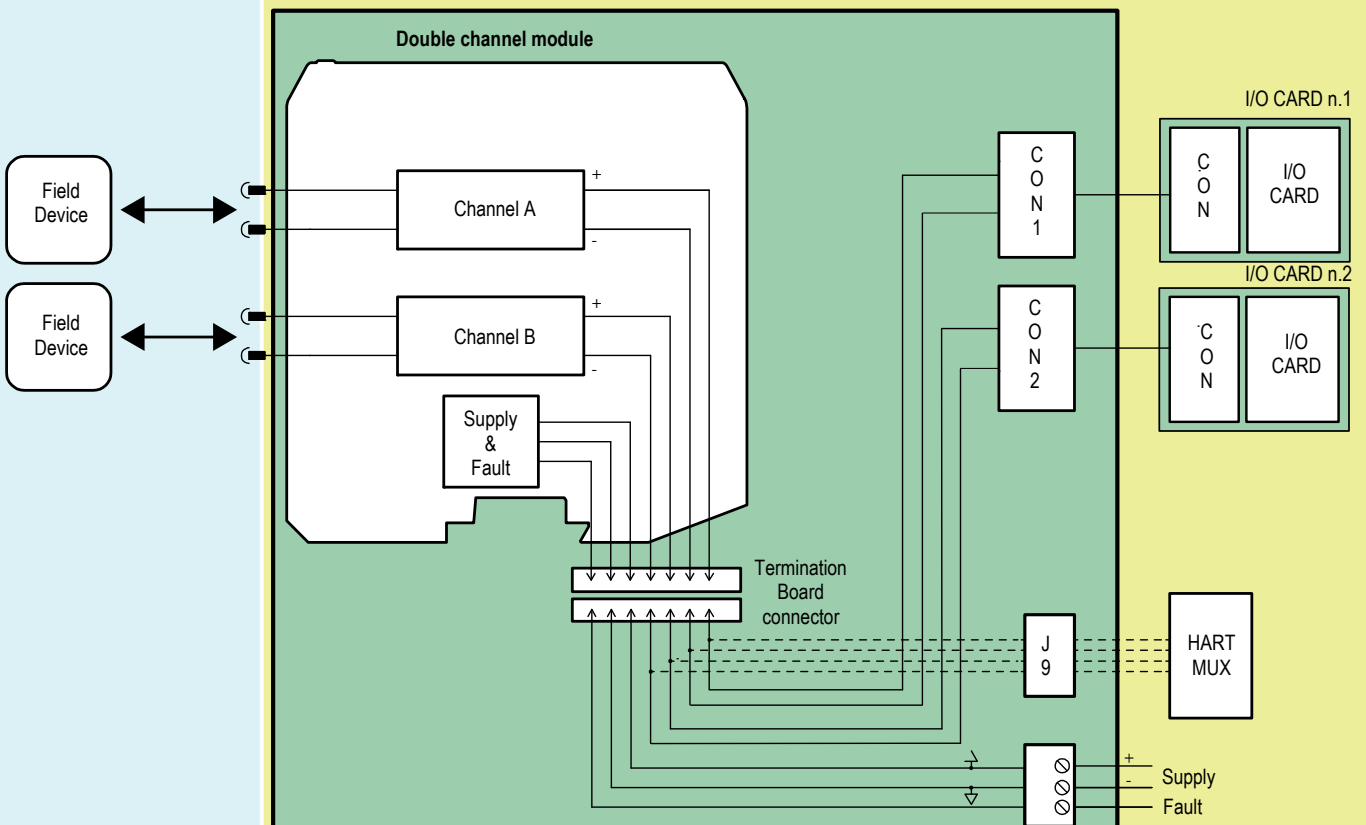 Double channel module
I/O CARD n.1
Field
Device
+
Channel A
-
C
O
N
1
C
O
N
I/O
CARD
I/O CARD n.2
Field
Device
+
Channel B
-
C
O
N
2
C
O
N
I/O
CARD
Supply
&
Fault
Termination
Board
connector
J
9
HART
MUX
+
-
Supply
Fault